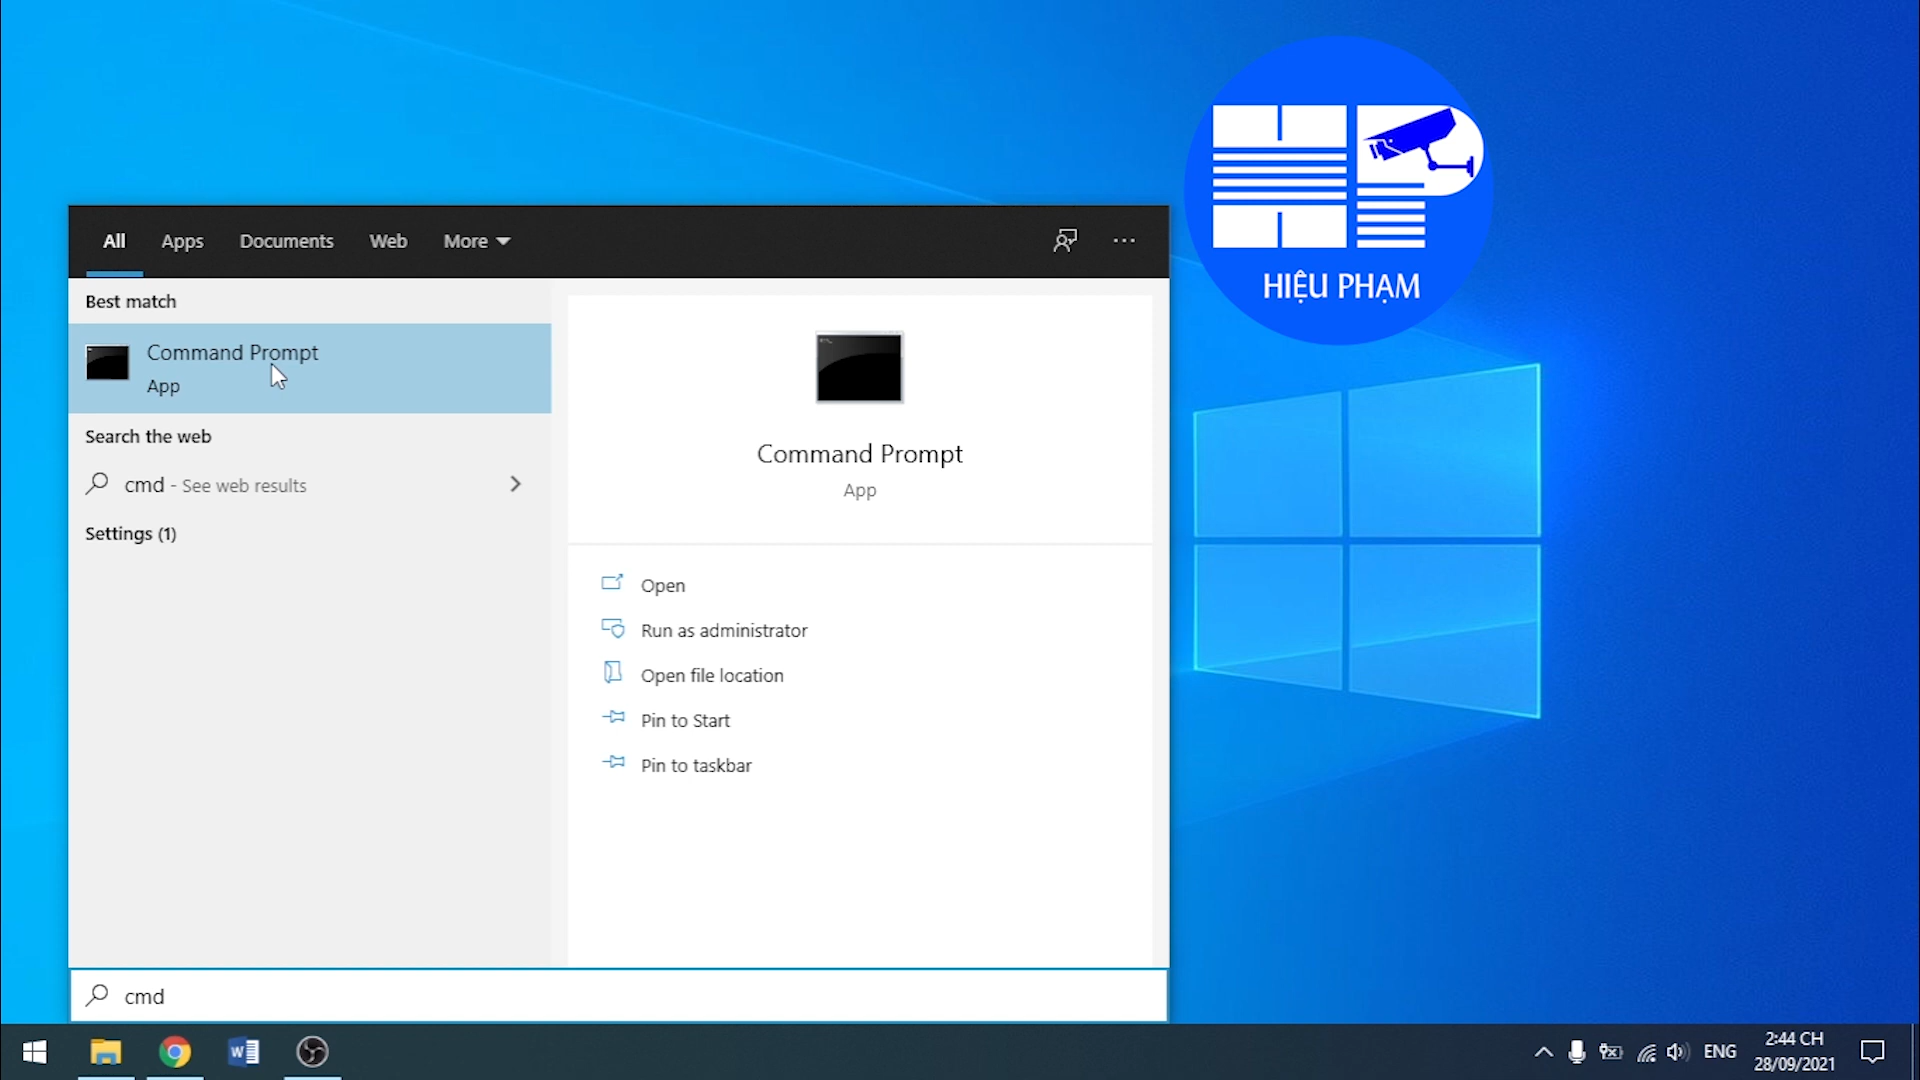 HIỆU PHẠM
All
Apps
Documents
Web
More
Best match
Command Prompt
App
Search the web
cmd - See web results
Settings (1)
Command Prompt
App
Open
Run as administrator
Open file location
Pin to Start
Pin to taskbar
cmd
ENG
2:44 CH
28/09/2021